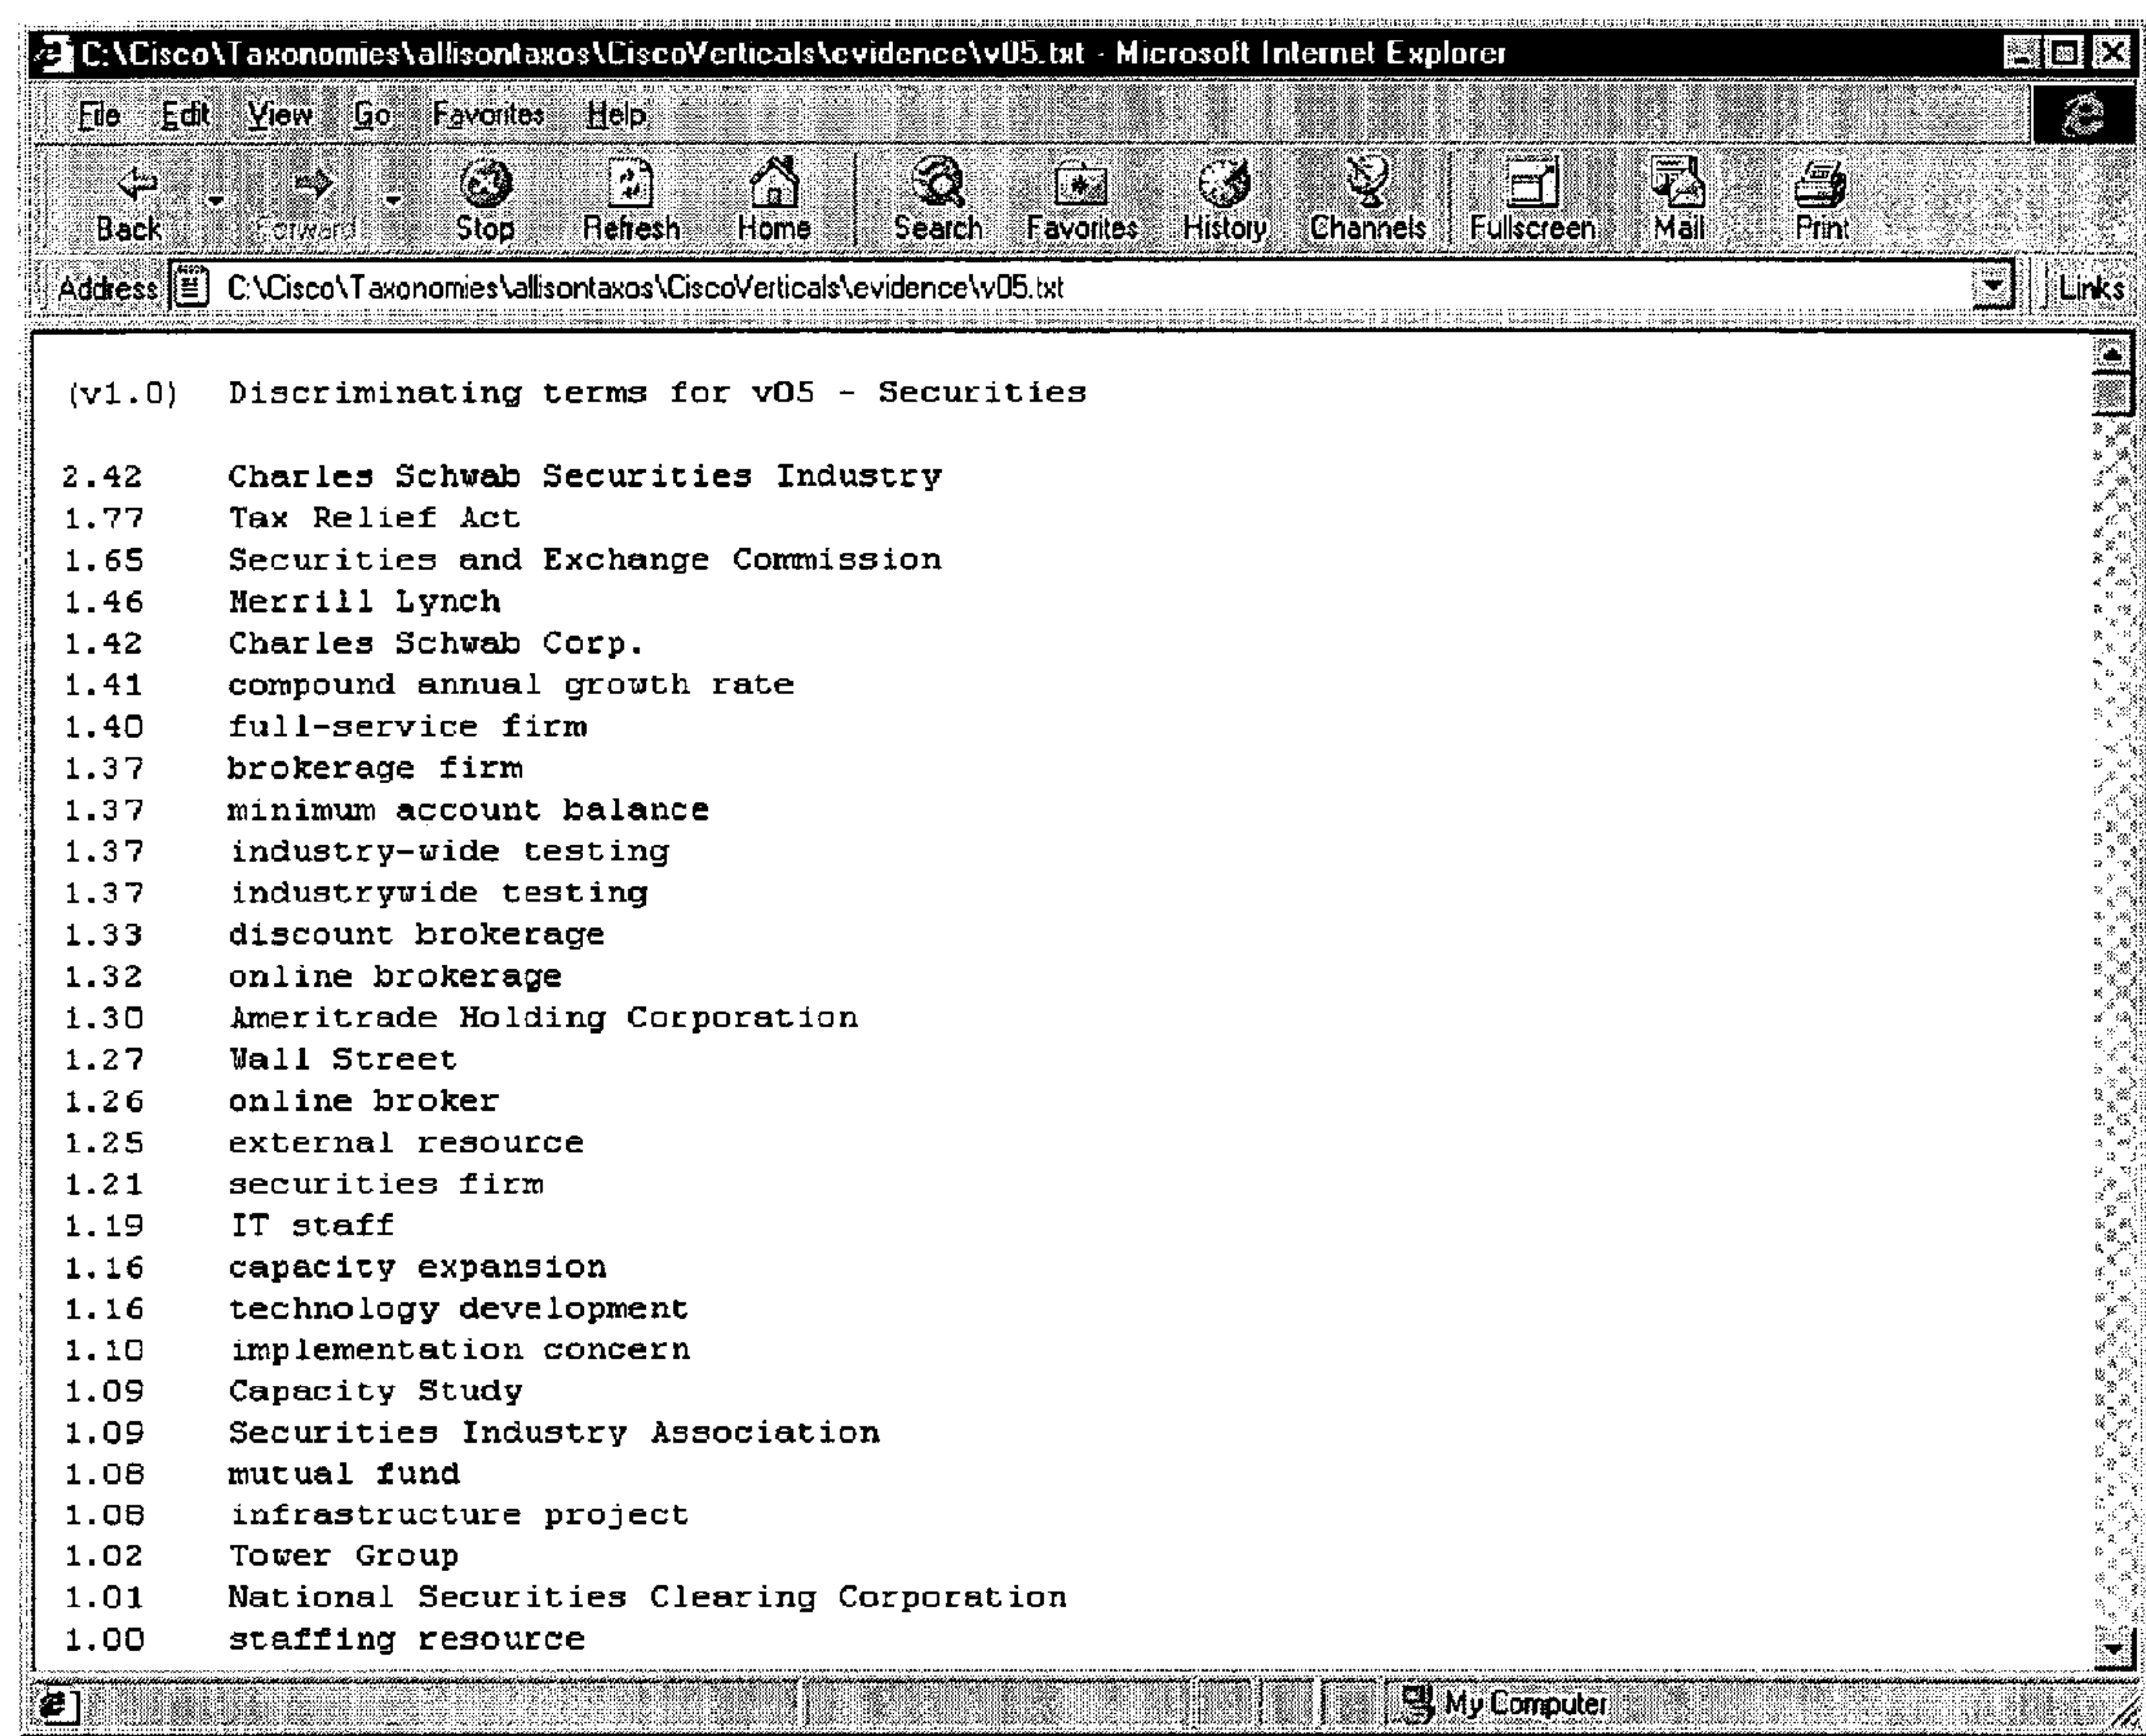 C:\Cisco\Taxonomies\allisontaxos\CiscoVerticals\evidence\v05.txt - Microsoft Internet Explorer
File Edit View Go Favorites Help
Back Forward Stop Refresh Home Search Favorites History Channels Fullscreen Mail Print
Address C:\Cisco\Taxonomies\allisontaxos\CiscoVerticals\evidence\v05.txt Links
(v1.0) Discriminating terms for v05 - Securities
2.42 Charles Schwab Securities Industry
1.77 Tax Relief Act
1.65 Securities and Exchange Commission
1.46 Merrill Lynch
1.42 Charles Schwab Corp.
1.41 compound annual growth rate
1.40 full-service firm
1.37 brokerage firm
1.37 minimum account balance
1.37 industry-wide testing
1.37 industrywide testing
1.33 discount brokerage
1.32 online brokerage
1.30 Ameritrade Holding Corporation
1.27 Wall Street
1.26 online broker
1.25 external resource
1.21 securities firm
1.19 IT staff
1.16 capacity expansion
1.16 technology development
1.10 implementation concern
1.09 Capacity Study
1.09 Securities Industry Association
1.08 mutual fund
1.08 infrastructure project
1.02 Tower Group
1.01 National Securities Clearing Corporation
1.00 staffing resource
My Computer